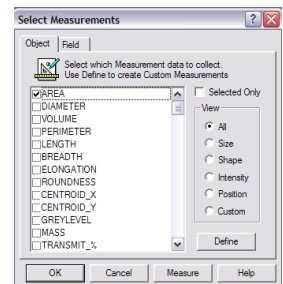 Select Measurements
Object Field
Select which Measurement data to collect.
Use Define to create Custom Measurements
AREA
DIAMETER
VOLUME
PERIMETER
LENGTH
BREADTH
ELONGATION
ROUNDNESS
CENTROID_X
CENTROID_Y
GREYLEVEL
MASS
TRANSMIT_%
Selected Only
View
All
Size
Shape
Intensity
Position
Custom
Define
OK Cancel Measure Help